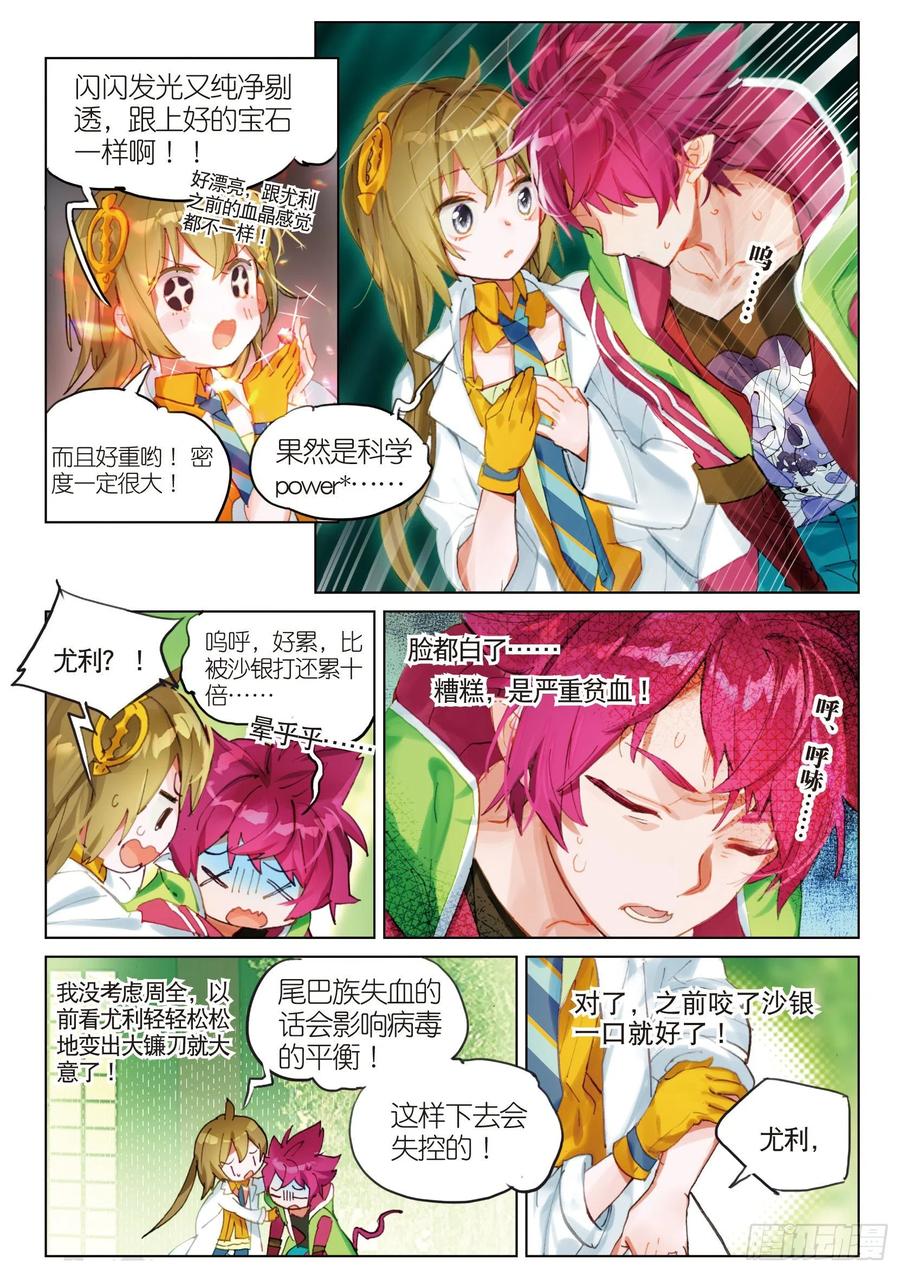 闪闪发光又纯净剔
透，跟上好的宝石
一样啊！！
好漂亮，跟尤利
之前的血晶感觉
都不一样！
而且好重哟！密
度一定很大！
果然是科学
power*……
呜……
尤利？！
呜呼，好累，比
被沙银打还累十
倍……
晕乎乎……
脸都白了……
糟糕，是严重贫血！
呼、呼哧……
我没考虑周全，以
前看尤利轻轻松松
地变出大镰刀就大
意了！
尾巴族失血的
话会影响病毒
的平衡！
这样下去会
失控的！
对了，之前咬了沙银
一口就好了！
尤利，
腾讯动漫